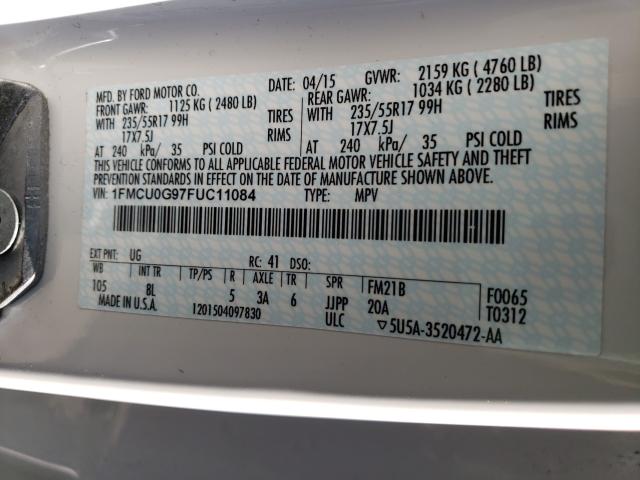 MFD. BY FORD MOTOR CO.
04/15 GVWR: 2159 KG ( 4760 LB)
FRONT GAWR: 1125 KG ( 2480 LB)
REAR GAWR: 1034 KG ( 2280 LB)
WITH 235/55R17 99H TIRES
WITH 235/55R17 99H TIRES
17X7.5J RIMS
17X7.5J RIMS
AT 240 kPa/ 35 PSI COLD
AT 240 kPa/ 35 PSI COLD
THIS VEHICLE CONFORMS TO ALL APPLICABLE FEDERAL MOTOR VEHICLE SAFETY AND THEFT
PREVENTION STANDARDS IN EFFECT ON THE DATE OF MANUFACTURE SHOWN ABOVE.
VIN: 1FMCU0G97FUC11084 TYPE: MPV
EXT PNT: UG RC: 41 DSO:
WB INT TR TP/PS R AXLE TR SPR FM21B F0065
105 BL 5 3A 6 JJPP 20A T0312
MADE IN U.S.A. 1201504097830 ULC ▽5U5A-3520472-AA